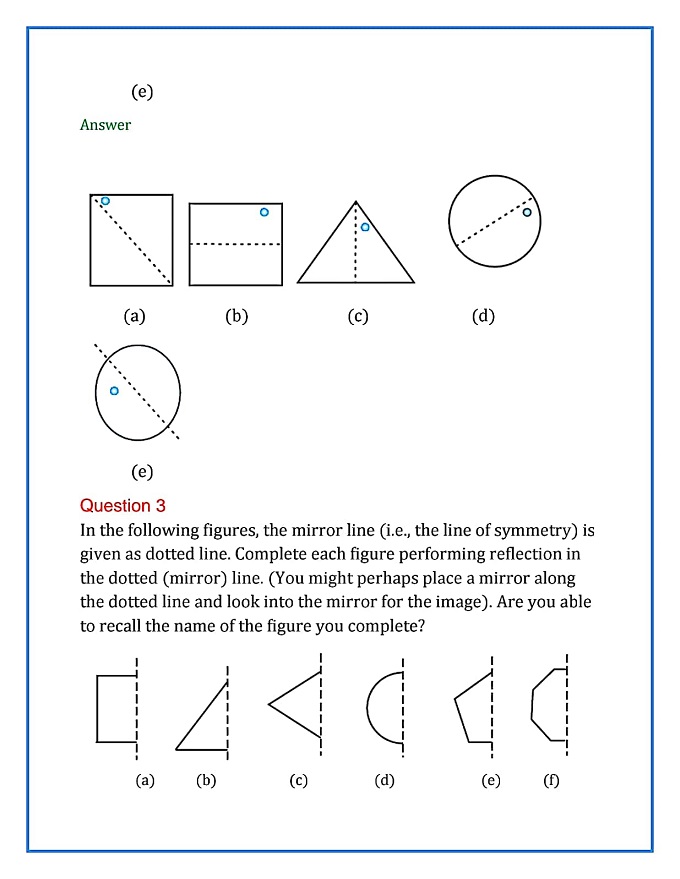 (e)
Answer
(a) (b) (c) (d)
(e)
Question 3
In the following figures, the mirror line (i.e., the line of symmetry) is
given as dotted line. Complete each figure performing reflection in
the dotted (mirror) line. (You might perhaps place a mirror along
the dotted line and look into the mirror for the image). Are you able
to recall the name of the figure you complete?
(a) (b) (c) (d) (e) (f)